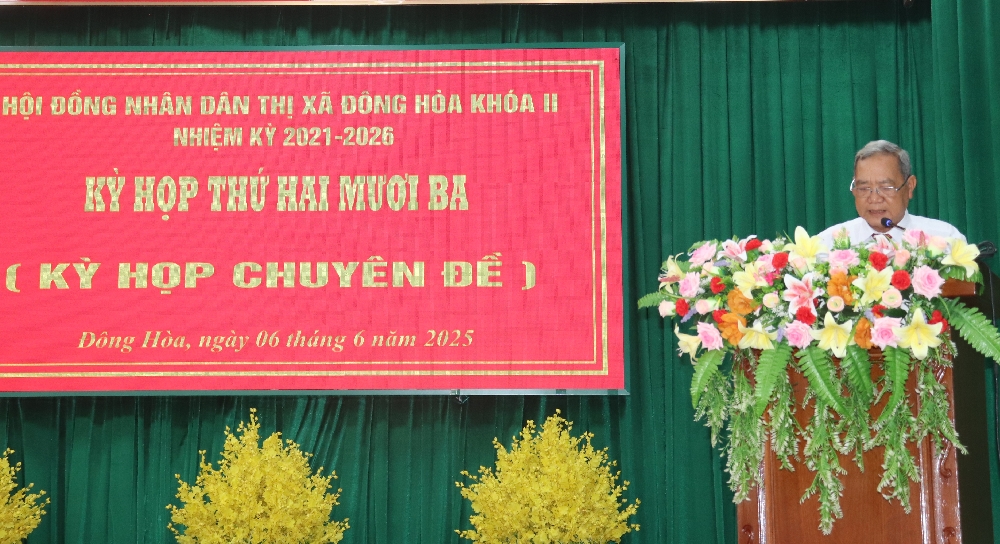 HỘI ĐỒNG NHÂN DÂN THỊ XÃ ĐÔNG HÒA KHÓA II
NHIỆM KỲ 2021-2026
KỲ HỌP THỨ HAI MƯƠI BA
( KỲ HỌP CHUYÊN ĐỀ )
Đông Hòa, ngày 06 tháng 6 năm 2025